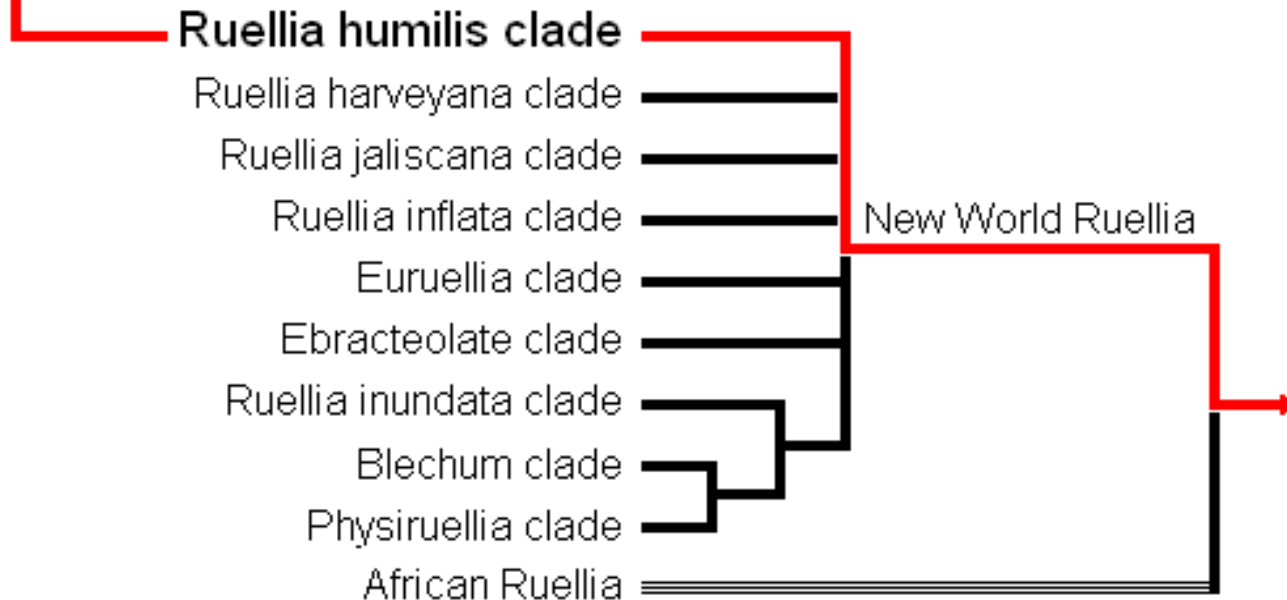 Ruellia humilis clade
Ruellia harveyana clade
Ruellia jaliscana clade
Ruellia inflata clade
New World Ruellia
Euruellia clade
Ebracteolate clade
Ruellia inundata clade
Blechum clade
Physiruellia clade
African Ruellia